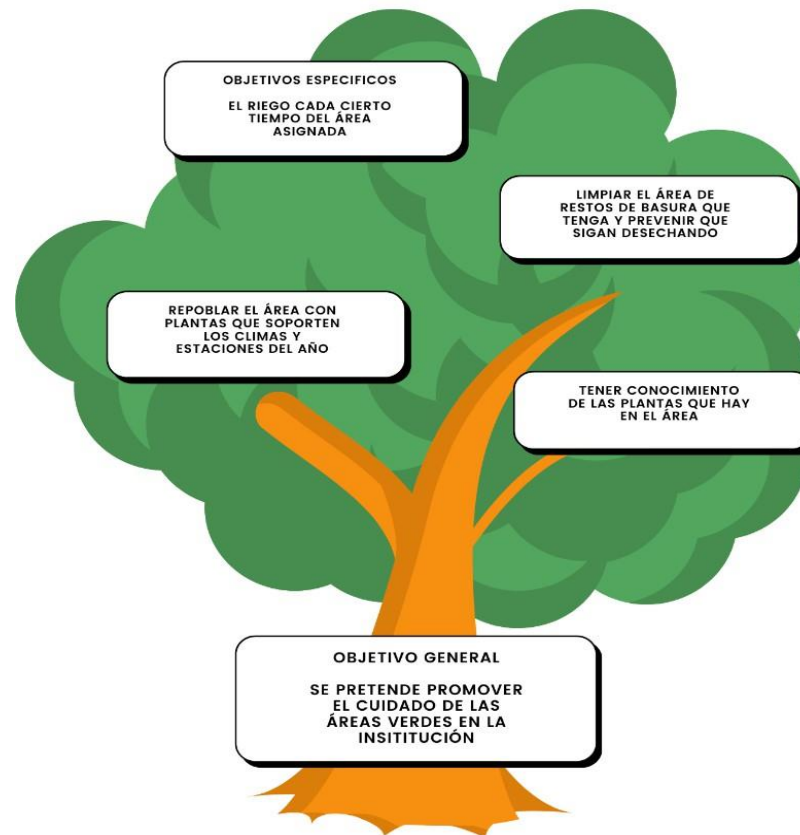 OBJETIVOS ESPECIFICOS
EL RIEGO CADA CIERTO
TIEMPO DEL ÁREA
ASIGNADA
LIMPIAR EL ÁREA DE
RESTOS DE BASURA QUE
TENGA Y PREVENIR QUE
SIGAN DESECHANDO
REPOBLAR EL ÁREA CON
PLANTAS QUE SOPORTEN
LOS CLIMAS Y
ESTACIONES DEL AÑO
TENER CONOCIMIENTO
DE LAS PLANTAS QUE HAY
EN EL ÁREA
OBJETIVO GENERAL
SE PRETENDE PROMOVER
EL CUIDADO DE LAS
ÁREAS VERDES EN LA
INSITITUCIÓN